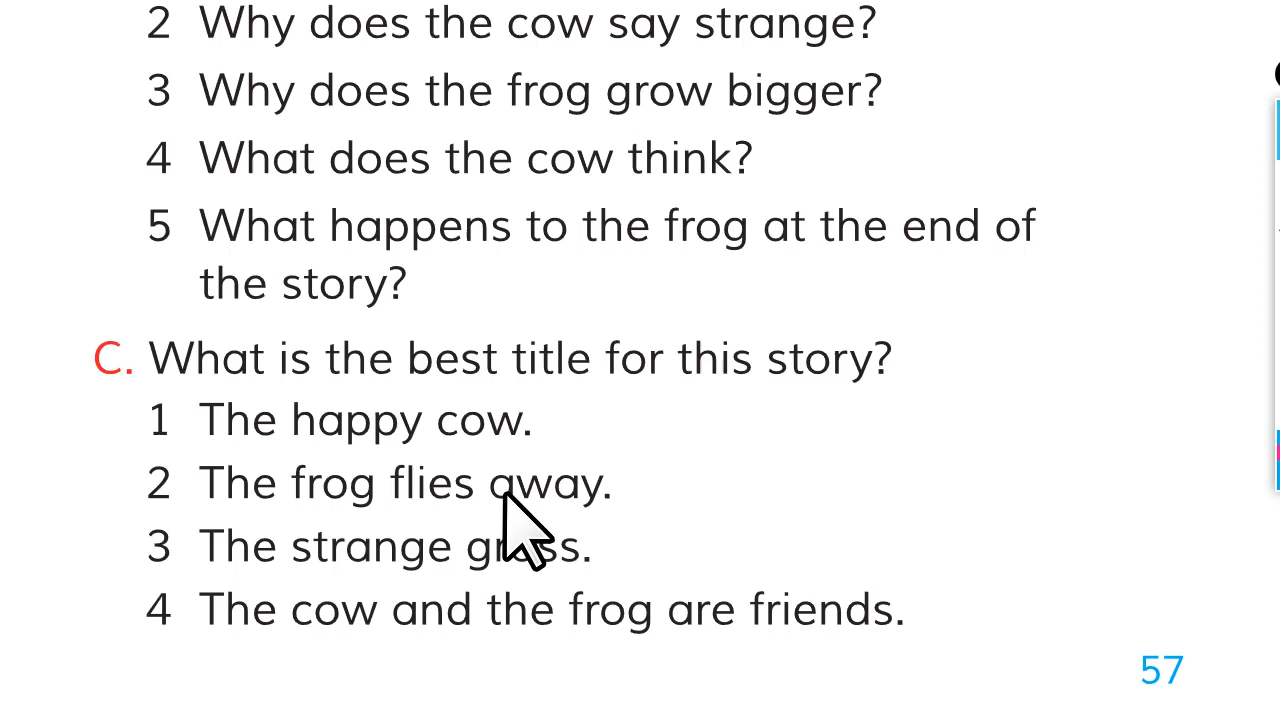 2 Why does the cow say strange?
3 Why does the frog grow bigger?
4 What does the cow think?
5 What happens to the frog at the end of
the story?
C. What is the best title for this story?
1 The happy cow.
2 The frog flies away.
3 The strange grass.
4 The cow and the frog are friends.
57